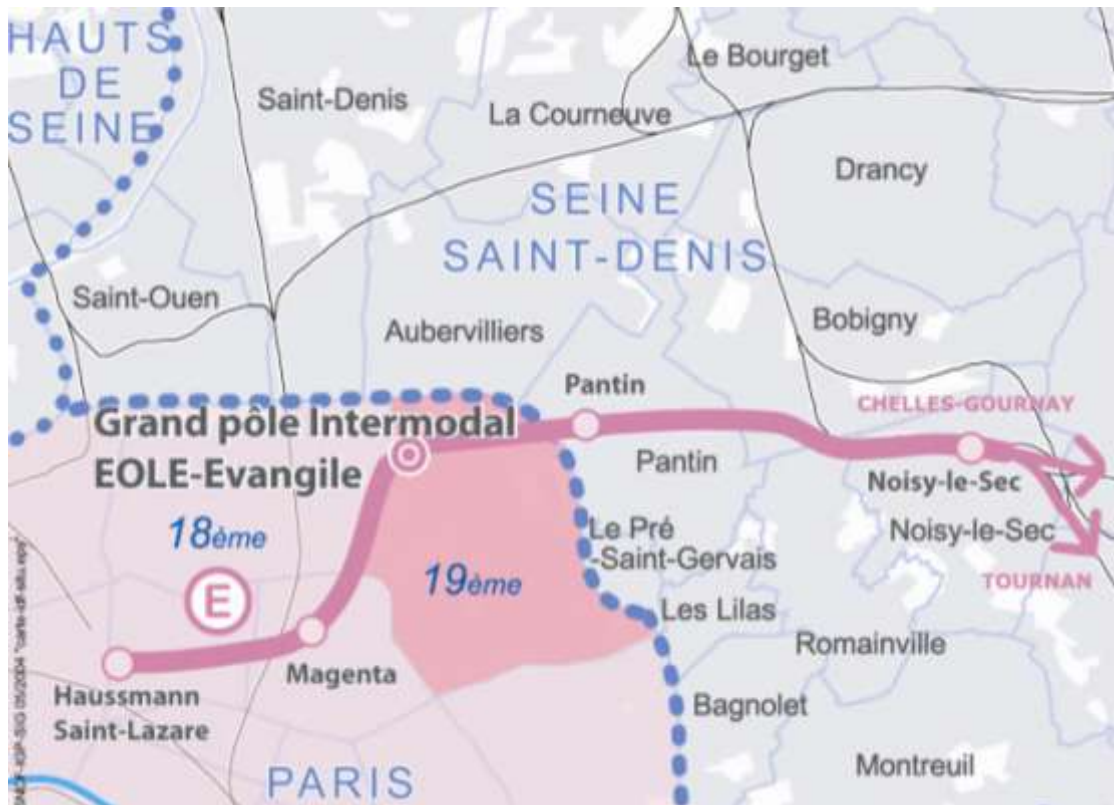 HAUTS
DE
SEINE
Le Bourget
Saint-Denis
La Courneuve
Drancy
SEINE
SAINT-DENIS
Saint-Ouen
Bobigny
Aubervilliers
Pantin
CHELLES-GOURNAY
Grand pôle Intermodal
EOLE-Evangile
Pantin
Noisy-le-Sec
18ème
Le Pré
-Saint-Gervais
Noisy-le-Sec
19ème
TOURNAN
E
Les Lilas
Romainville
Magenta
Haussmann
Saint-Lazare
Bagnolet
Montreuil
PARIS